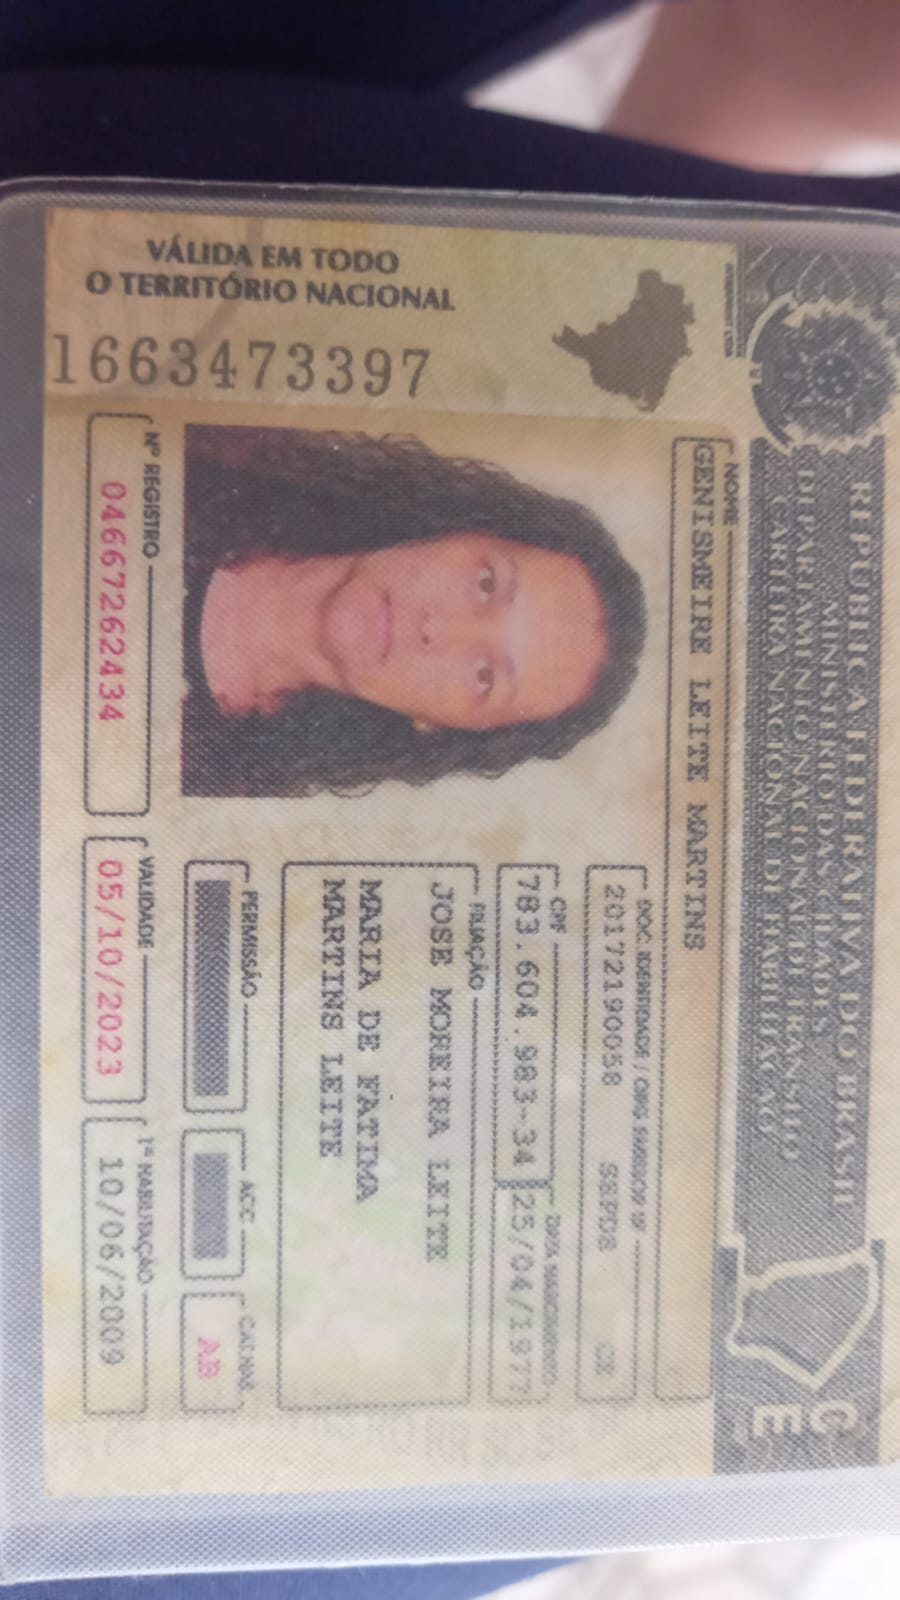 REPÚBLICA FEDERATIVA DO BRASIL
MINISTÉRIO DAS CIDADES
DEPARTAMENTO NACIONAL DE TRÂNSITO
CARTEIRA NACIONAL DE HABILITAÇÃO
CE
NOME
GENISMEIRE LEITE MARTINS
DOC. IDENTIDADE / ORG EMISSOR UF
20172190058 SSPDS CE
CPF
783.604.983-34
DATA NASCIMENTO
25/04/1977
FILIAÇÃO
JOSE MOREIRA LEITE
MARIA DE FATIMA
MARTINS LEITE
PERMISSÃO
ACC
CAT.HAB.
AB
Nº REGISTRO
04667262434
VALIDADE
05/10/2023
1ª HABILITAÇÃO
10/06/2009
VÁLIDA EM TODO
O TERRITÓRIO NACIONAL
1663473397